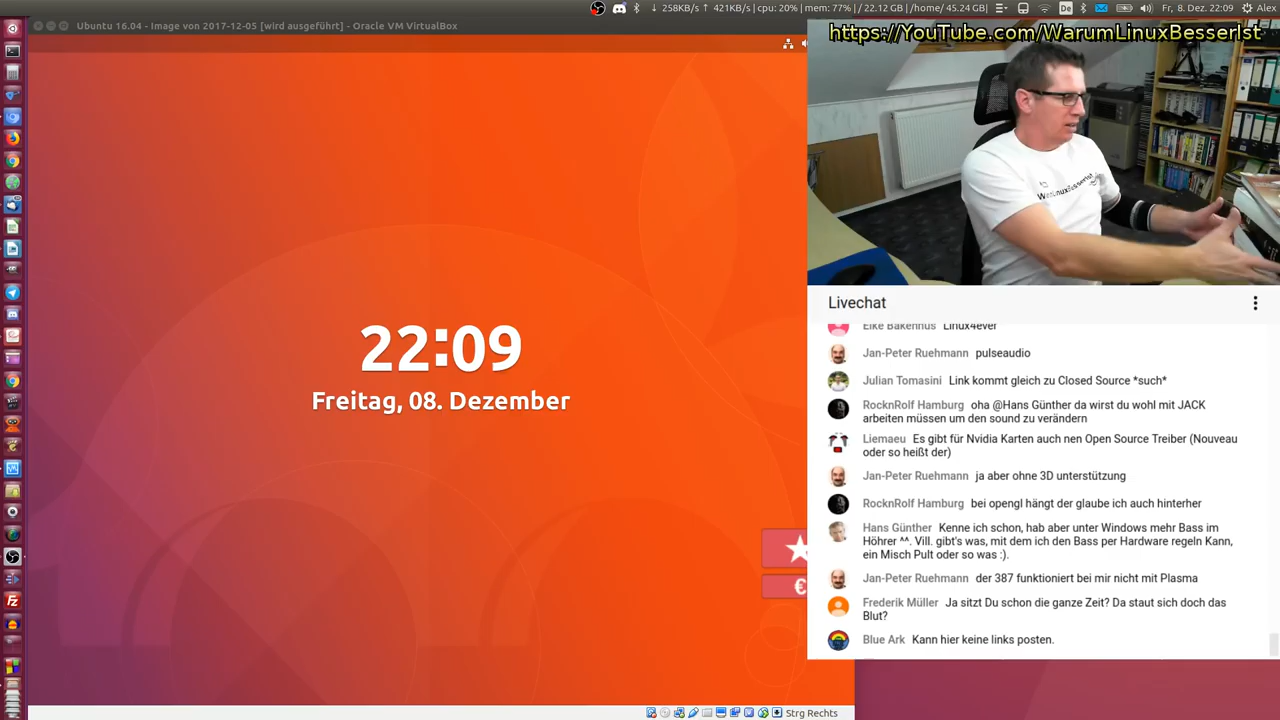 ↓ 258KB/s ↑ 421KB/s cpu: 20% mem: 77% // 22.12 GB /home/ 45.24 GB De Fr, 8. Dez. 22:09 Alex
Ubuntu 16.04 - Image von 2017-12-05 [wird ausgeführt] - Oracle VM VirtualBox
https://YouTube.com/WarumLinuxBesserIst
WarumLinuxBesserIst
22:09
Freitag, 08. Dezember
Livechat
Elke Bakenhus Linux4ever
Jan-Peter Ruehmann pulseaudio
Julian Tomasini Link kommt gleich zu Closed Source *such*
RocknRolf Hamburg oha @Hans Günther da wirst du wohl mit JACK
arbeiten müssen um den sound zu verändern
Liemaeu Es gibt für Nvidia Karten auch nen Open Source Treiber (Nouveau
oder so heißt der)
Jan-Peter Ruehmann ja aber ohne 3D unterstützung
RocknRolf Hamburg bei opengl hängt der glaube ich auch hinterher
Hans Günther Kenne ich schon, hab aber unter Windows mehr Bass im
Höhrer ^^. Vill. gibt's was, mit dem ich den Bass per Hardware regeln Kann,
ein Misch Pult oder so was :).
Jan-Peter Ruehmann der 387 funktioniert bei mir nicht mit Plasma
Frederik Müller Ja sitzt Du schon die ganze Zeit? Da staut sich doch das
Blut?
Blue Ark Kann hier keine links posten.
€
Strg Rechts